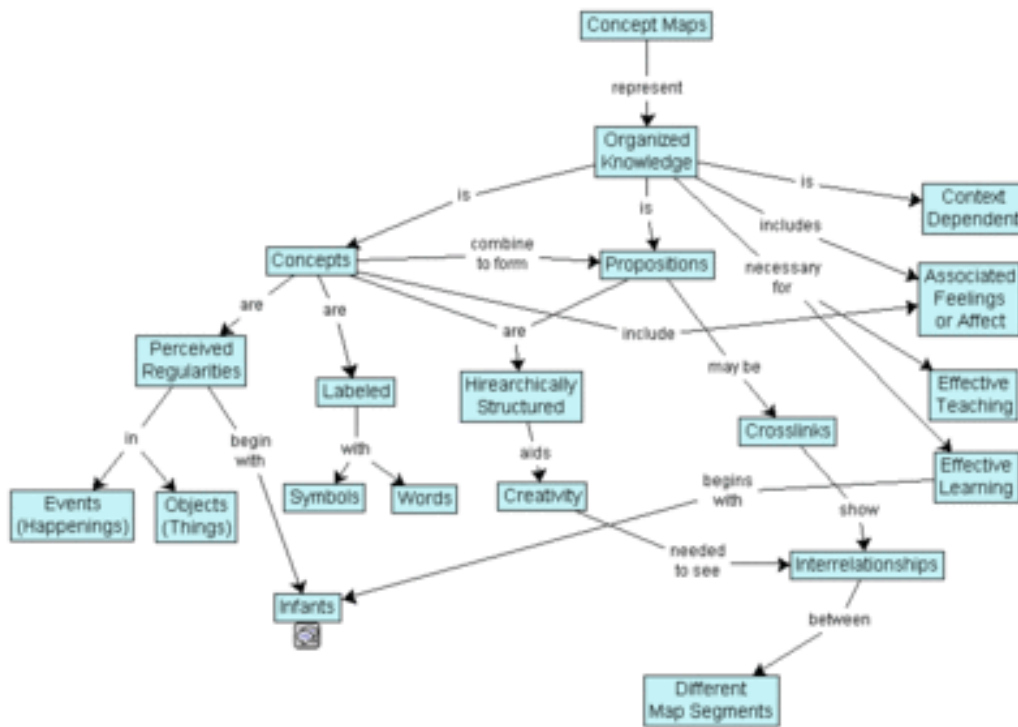 Concept Maps
represent
Organized
Knowledge
is
is
is
Context
Dependent
includes
combine
to form
Concepts
Propositions
necessary
for
Associated
Feelings
or Affect
are
are
are
include
Perceived
Regularities
may be
Labeled
Hirearchically
Structured
Effective
Teaching
Crosslinks
in
begin
with
with
aids
Effective
Learning
begins
with
Events
(Happenings)
Objects
(Things)
Symbols
Words
Creativity
show
needed
to see
Interrelationships
Infants
between
Different
Map Segments